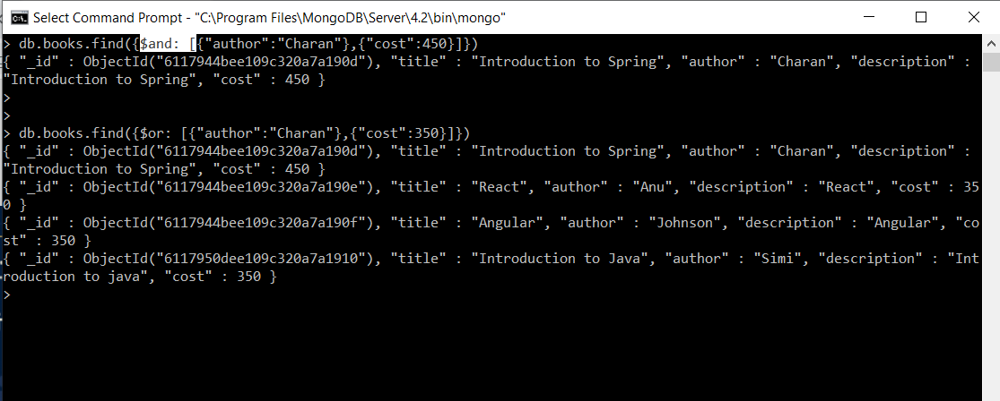 Select Command Prompt - "C:\Program Files\MongoDB\Server\4.2\bin\mongo"
> db.books.find({$and: [{"author":"Charan"},{"cost":450}]})
{ "_id" : ObjectId("6117944bee109c320a7a190d"), "title" : "Introduction to Spring", "author" : "Charan", "description" :
"Introduction to Spring", "cost" : 450 }
>
>
> db.books.find({$or: [{"author":"Charan"},{"cost":350}]})
{ "_id" : ObjectId("6117944bee109c320a7a190d"), "title" : "Introduction to Spring", "author" : "Charan", "description" :
"Introduction to Spring", "cost" : 450 }
{ "_id" : ObjectId("6117944bee109c320a7a190e"), "title" : "React", "author" : "Anu", "description" : "React", "cost" : 35
0 }
{ "_id" : ObjectId("6117944bee109c320a7a190f"), "title" : "Angular", "author" : "Johnson", "description" : "Angular", "co
st" : 350 }
{ "_id" : ObjectId("6117950dee109c320a7a1910"), "title" : "Introduction to Java", "author" : "Simi", "description" : "Int
roduction to java", "cost" : 350 }
>